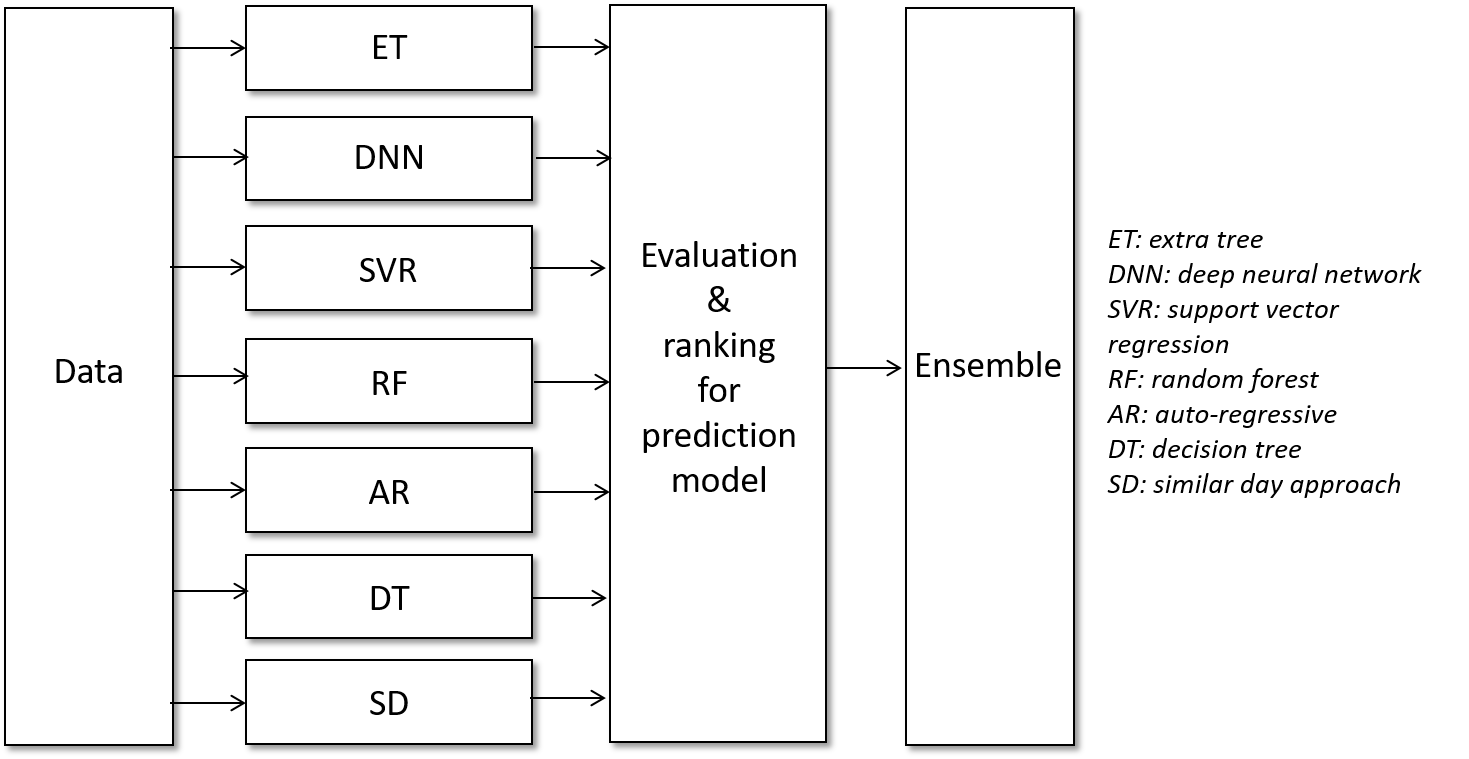 Data
ET
DNN
SVR
RF
AR
DT
SD
Evaluation
&
ranking
for
prediction
model
Ensemble
ET: extra tree
DNN: deep neural network
SVR: support vector
regression
RF: random forest
AR: auto-regressive
DT: decision tree
SD: similar day approach